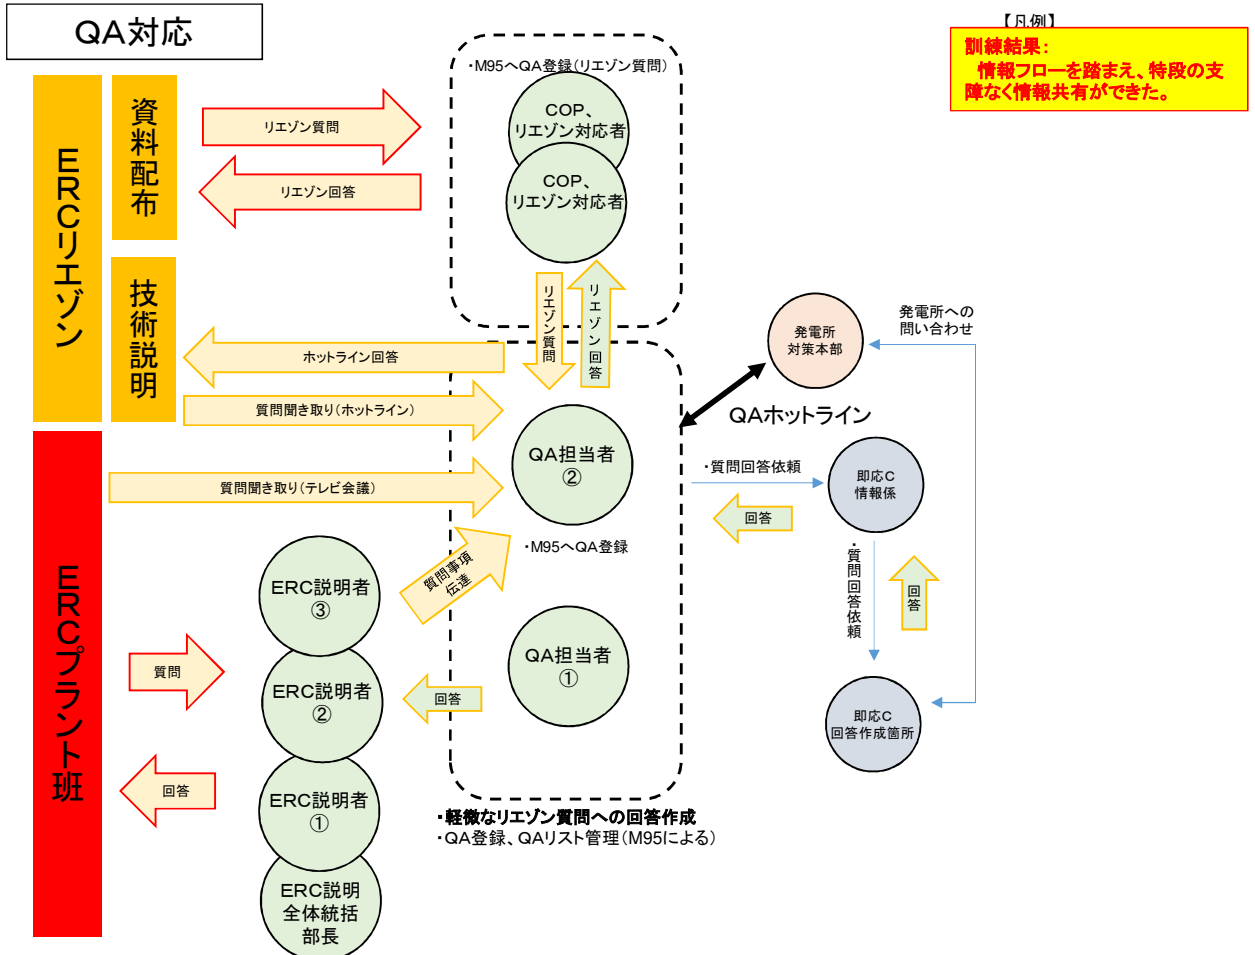 QA対応
【凡例】
訓練結果：
情報フローを踏まえ、特段の支
障なく情報共有ができた。
ERCリエゾン
資料配布
技術説明
ERCプラント班
・M95へQA登録（リエゾン質問）
COP、
リエゾン対応者
COP、
リエゾン対応者
リエゾン質問
リエゾン回答
リエゾン質問
リエゾン回答
ホットライン回答
質問聞き取り（ホットライン）
質問聞き取り（テレビ会議）
発電所
対策本部
発電所への
問い合わせ
QAホットライン
QA担当者
②
・M95へQA登録
・質問回答依頼
回答
即応C
情報係
・質問回答依頼
回答
即応C
回答作成箇所
質問事項
伝達
ERC説明者
③
ERC説明者
②
ERC説明者
①
ERC説明
全体統括
部長
質問
回答
回答
QA担当者
①
・軽微なリエゾン質問への回答作成
・QA登録、QAリスト管理（M95による）